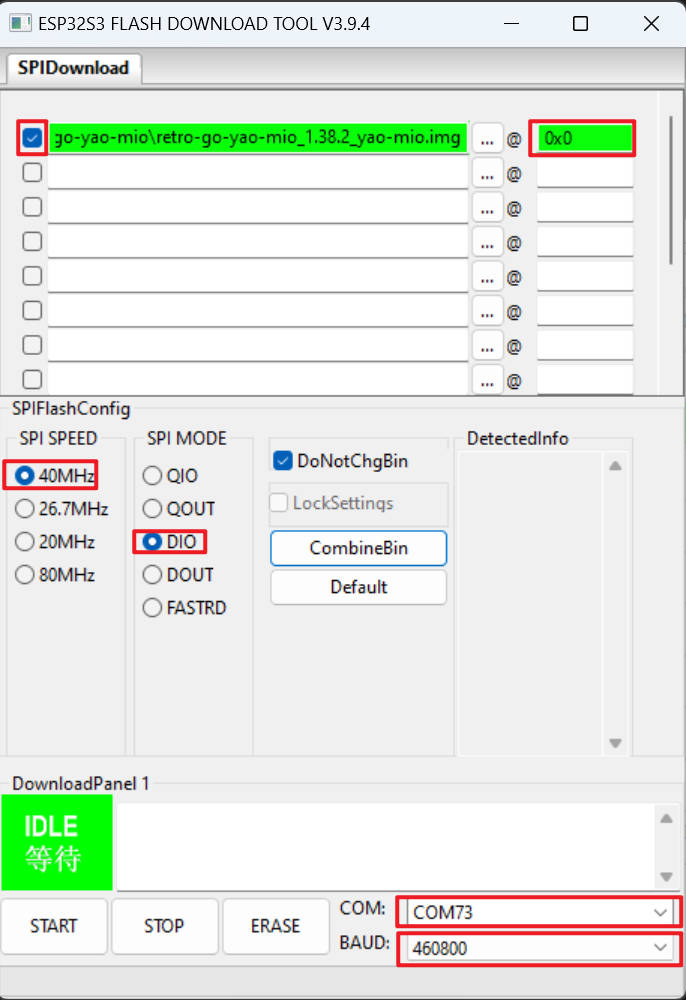 ESP32S3 FLASH DOWNLOAD TOOL V3.9.4
SPIDownload
go-yao-mio\retro-go-yao-mio_1.38.2_yao-mio.img ... @ 0x0
... @
... @
... @
... @
... @
... @
... @
SPIFlashConfig
SPI SPEED
40MHz
26.7MHz
20MHz
80MHz
SPI MODE
QIO
QOUT
DIO
DOUT
FASTRD
DoNotChgBin
LockSettings
CombineBin
Default
DetectedInfo
DownloadPanel 1
IDLE
等待
START
STOP
ERASE
COM: COM73
BAUD: 460800